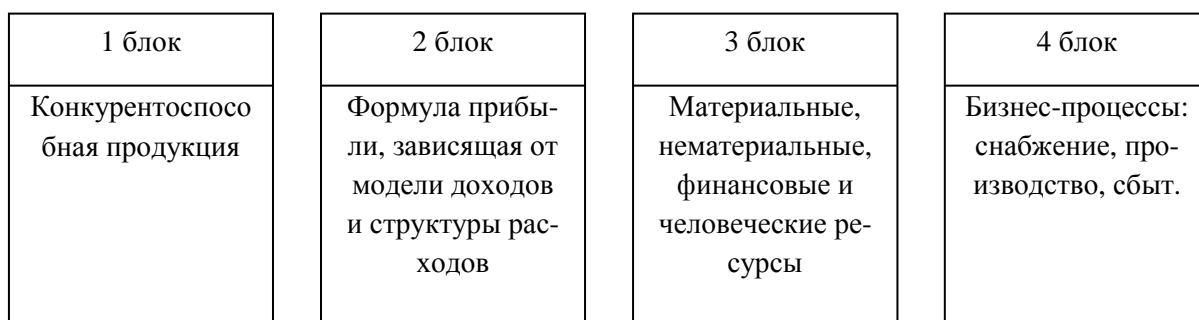 1 блок
Конкурентоспосо
бная продукция
2 блок
Формула прибы-
ли, зависящая от
модели доходов
и структуры рас-
ходов
3 блок
Материальные,
нематериальные,
финансовые и
человеческие ре-
сурсы
4 блок
Бизнес-процессы:
снабжение, про-
изводство, сбыт.